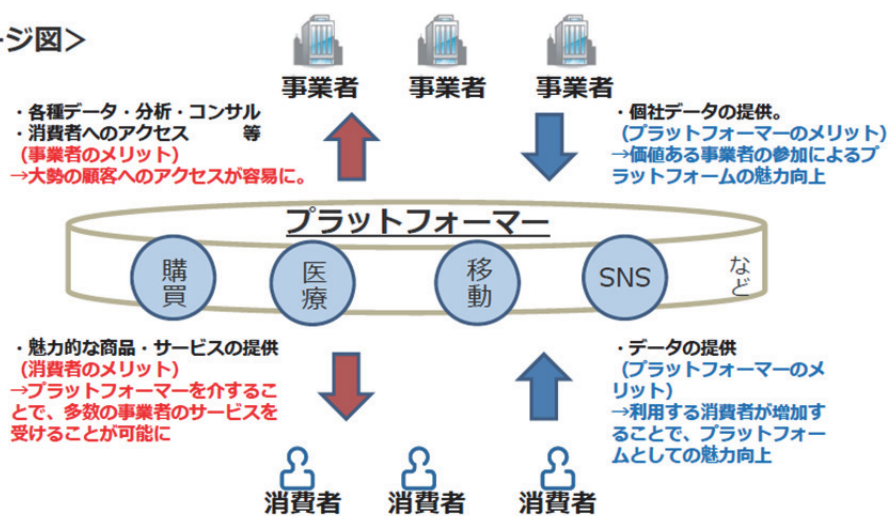 ージ図>
事業者
事業者
事業者
・各種データ・分析・コンサル
・消費者へのアクセス　　　等
（事業者のメリット）
→大勢の顧客へのアクセスが容易に。
・個社データの提供。
（プラットフォーマーのメリット）
→価値ある事業者の参加によるプ
ラットフォームの魅力向上
プラットフォーマー
購買
医療
移動
SNS
など
・魅力的な商品・サービスの提供
（消費者のメリット）
→プラットフォーマーを介するこ
とで、多数の事業者のサービスを
受けることが可能に
・データの提供
（プラットフォーマーのメ
リット）
→利用する消費者が増加す
ることで、プラットフォー
ムとしての魅力向上
消費者
消費者
消費者